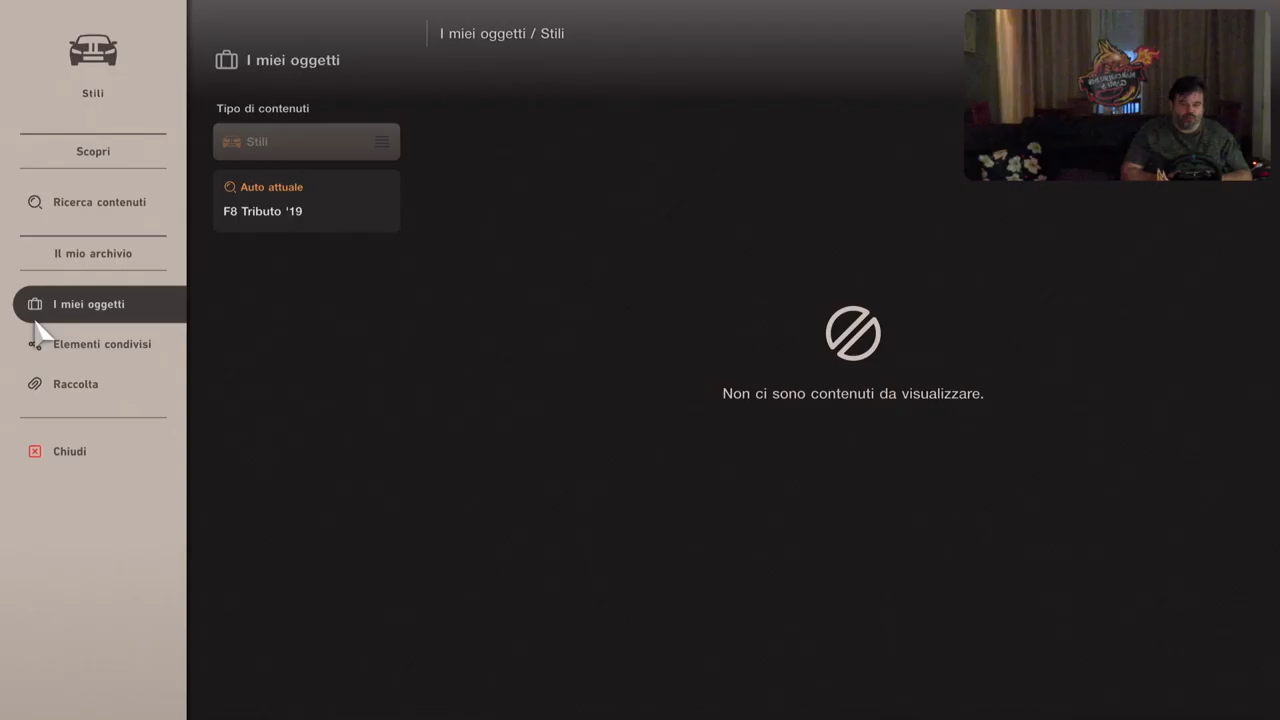 Stili
Scopri
Ricerca contenuti
Il mio archivio
I miei oggetti
Elementi condivisi
Raccolta
Chiudi
I miei oggetti
Tipo di contenuti
Stili
Auto attuale
F8 Tributo '19
I miei oggetti / Stili
Non ci sono contenuti da visualizzare.